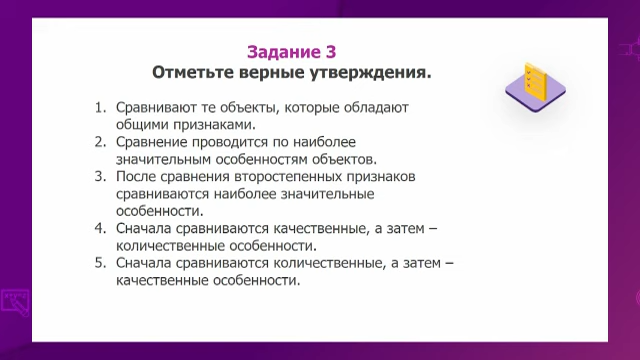 Задание 3
Отметьте верные утверждения.
1. Сравнивают те объекты, которые обладают
общими признаками.
2. Сравнение проводится по наиболее
значительным особенностям объектов.
3. После сравнения второстепенных признаков
сравниваются наиболее значительные
особенности.
4. Сначала сравниваются качественные, а затем –
количественные особенности.
5. Сначала сравниваются количественные, а затем –
качественные особенности.